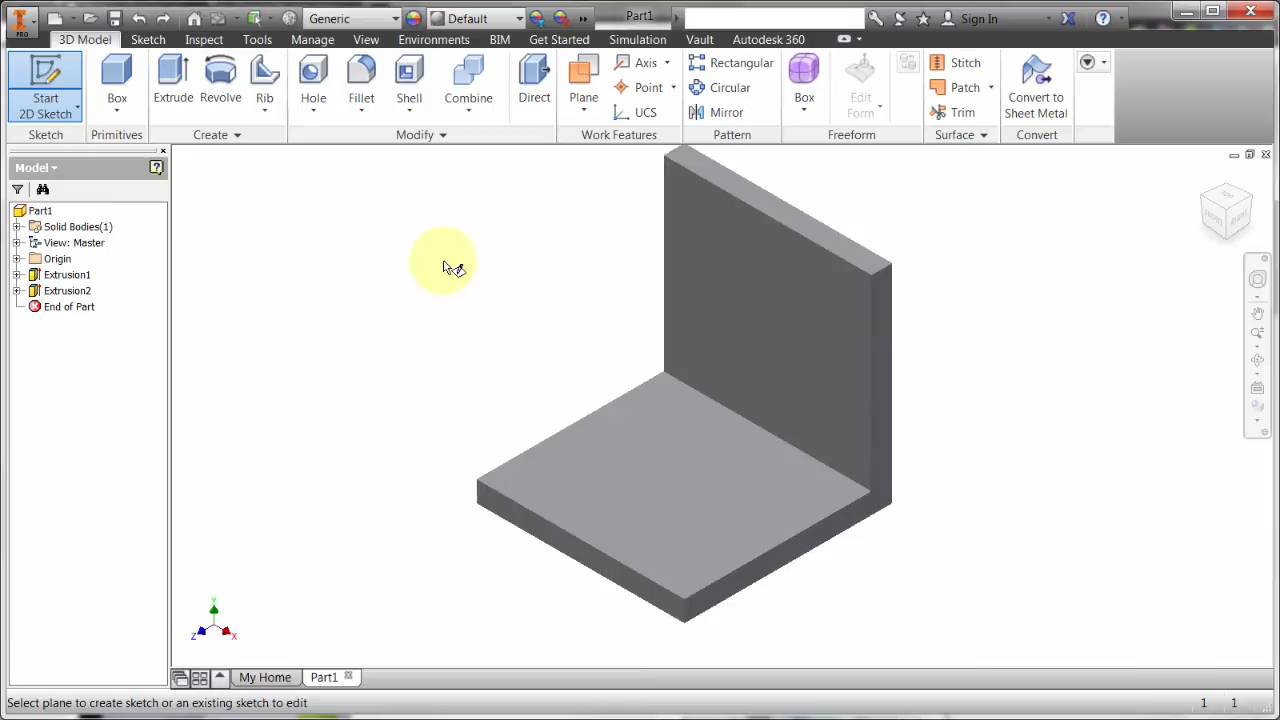 PRO
Generic
Default
Part1
Sign In
3D Model
Sketch
Inspect
Tools
Manage
View
Environments
BIM
Get Started
Simulation
Vault
Autodesk 360
Start
2D Sketch
Box
Extrude
Revolve
Rib
Hole
Fillet
Shell
Combine
Direct
Plane
Axis
Point
UCS
Rectangular
Circular
Mirror
Box
Edit
Form
Stitch
Patch
Trim
Convert to
Sheet Metal
Sketch
Primitives
Create
Modify
Work Features
Pattern
Freeform
Surface
Convert
Model
Part1
Solid Bodies(1)
View: Master
Origin
Extrusion1
Extrusion2
End of Part
FRONT
RIGHT
Y
Z
X
My Home
Part1
Select plane to create sketch or an existing sketch to edit
1
1